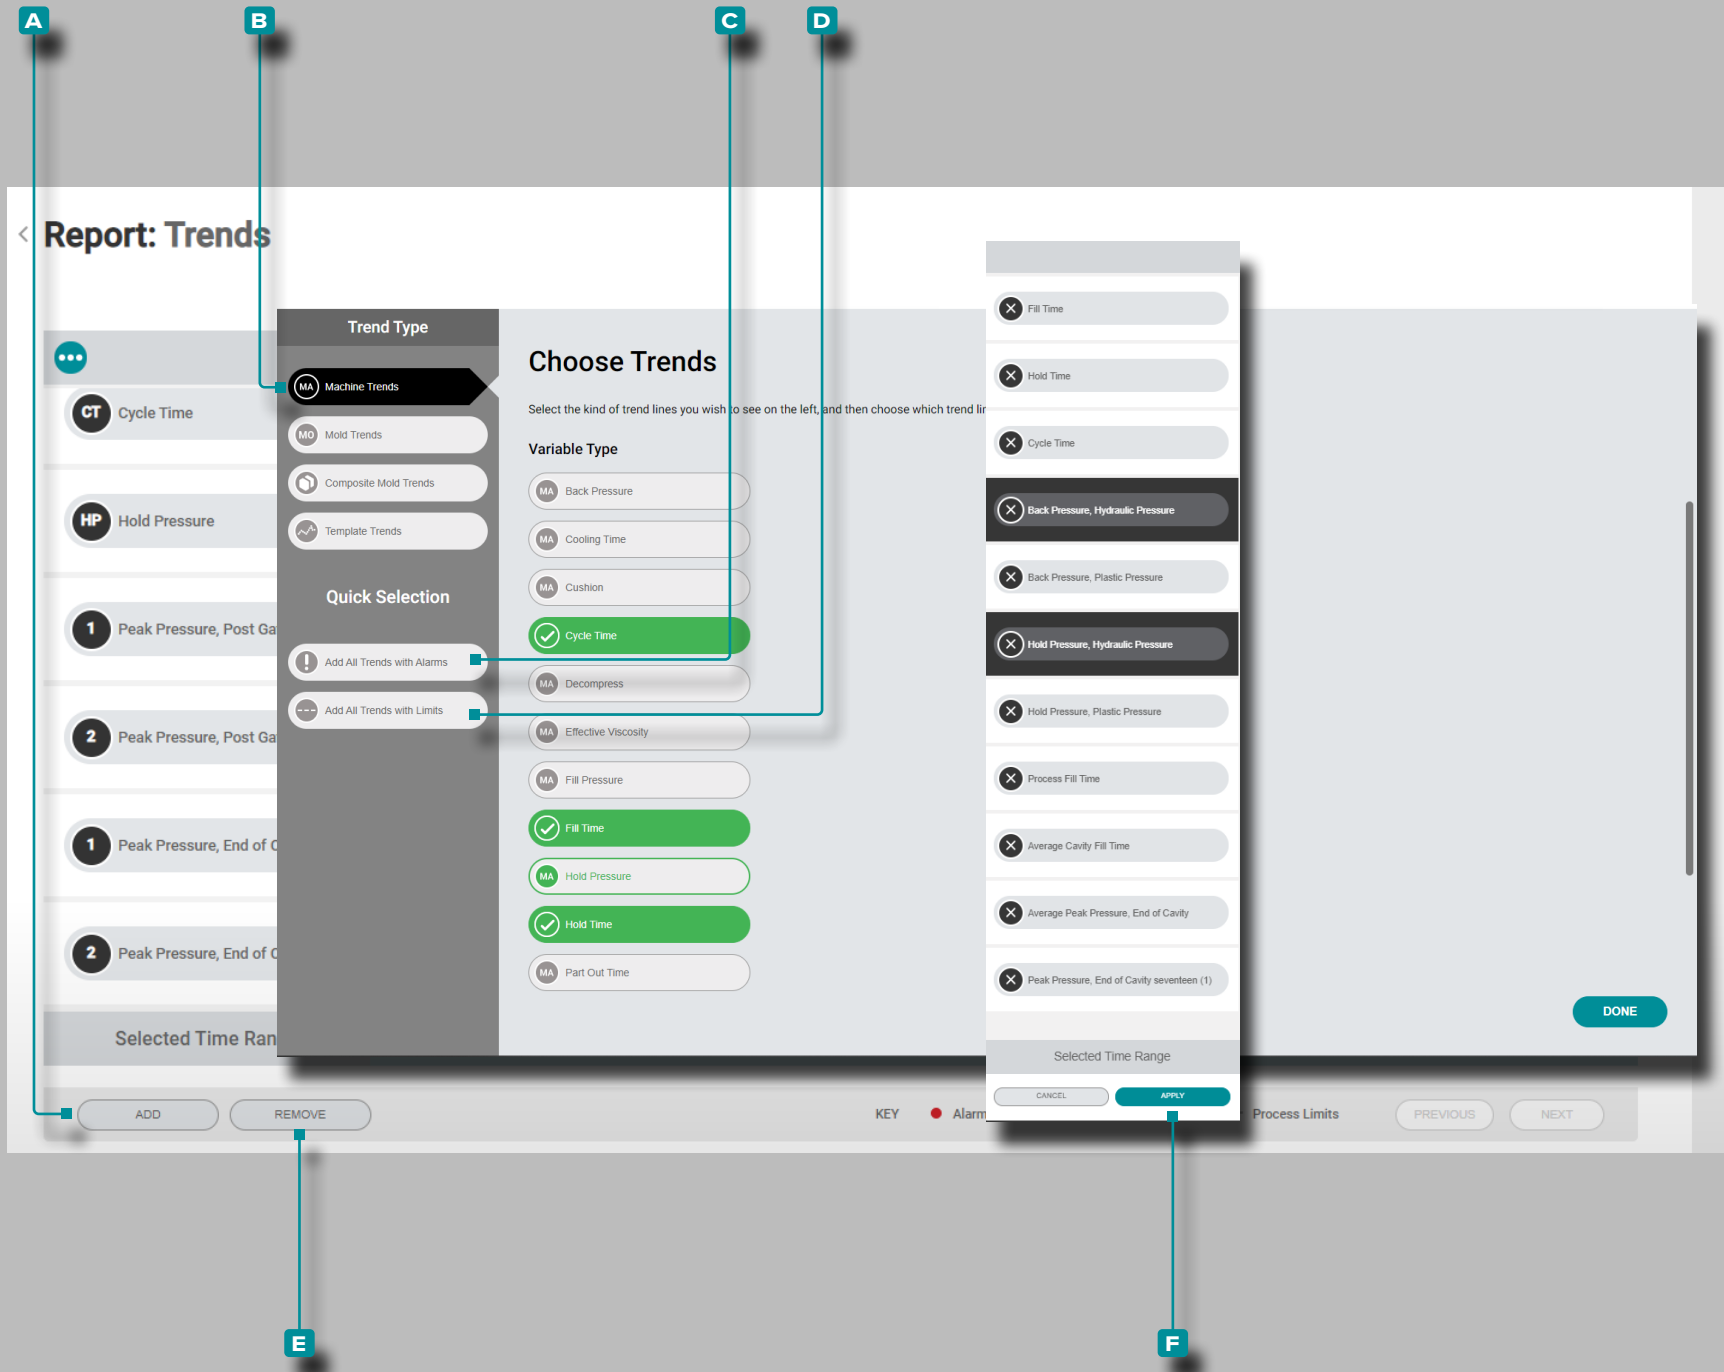 A
B
C
D
Report: Trends
CT Cycle Time
HP Hold Pressure
1 Peak Pressure, Post Ga
2 Peak Pressure, Post Ga
1 Peak Pressure, End of C
2 Peak Pressure, End of C
Selected Time Ran
ADD
REMOVE
Trend Type
MA Machine Trends
MO Mold Trends
Composite Mold Trends
Template Trends
Quick Selection
! Add All Trends with Alarms
Add All Trends with Limits
Choose Trends
Select the kind of trend lines you wish to see on the left, and then choose which trend lin
Variable Type
MA Back Pressure
MA Cooling Time
MA Cushion
Cycle Time
MA Decompress
MA Effective Viscosity
MA Fill Pressure
Fill Time
MA Hold Pressure
Hold Time
MA Part Out Time
Fill Time
Hold Time
Cycle Time
Back Pressure, Hydraulic Pressure
Back Pressure, Plastic Pressure
Hold Pressure, Hydraulic Pressure
Hold Pressure, Plastic Pressure
Process Fill Time
Average Cavity Fill Time
Average Peak Pressure, End of Cavity
Peak Pressure, End of Cavity seventeen (1)
Selected Time Range
CANCEL
APPLY
DONE
KEY
Alarm
Process Limits
PREVIOUS
NEXT
E
F